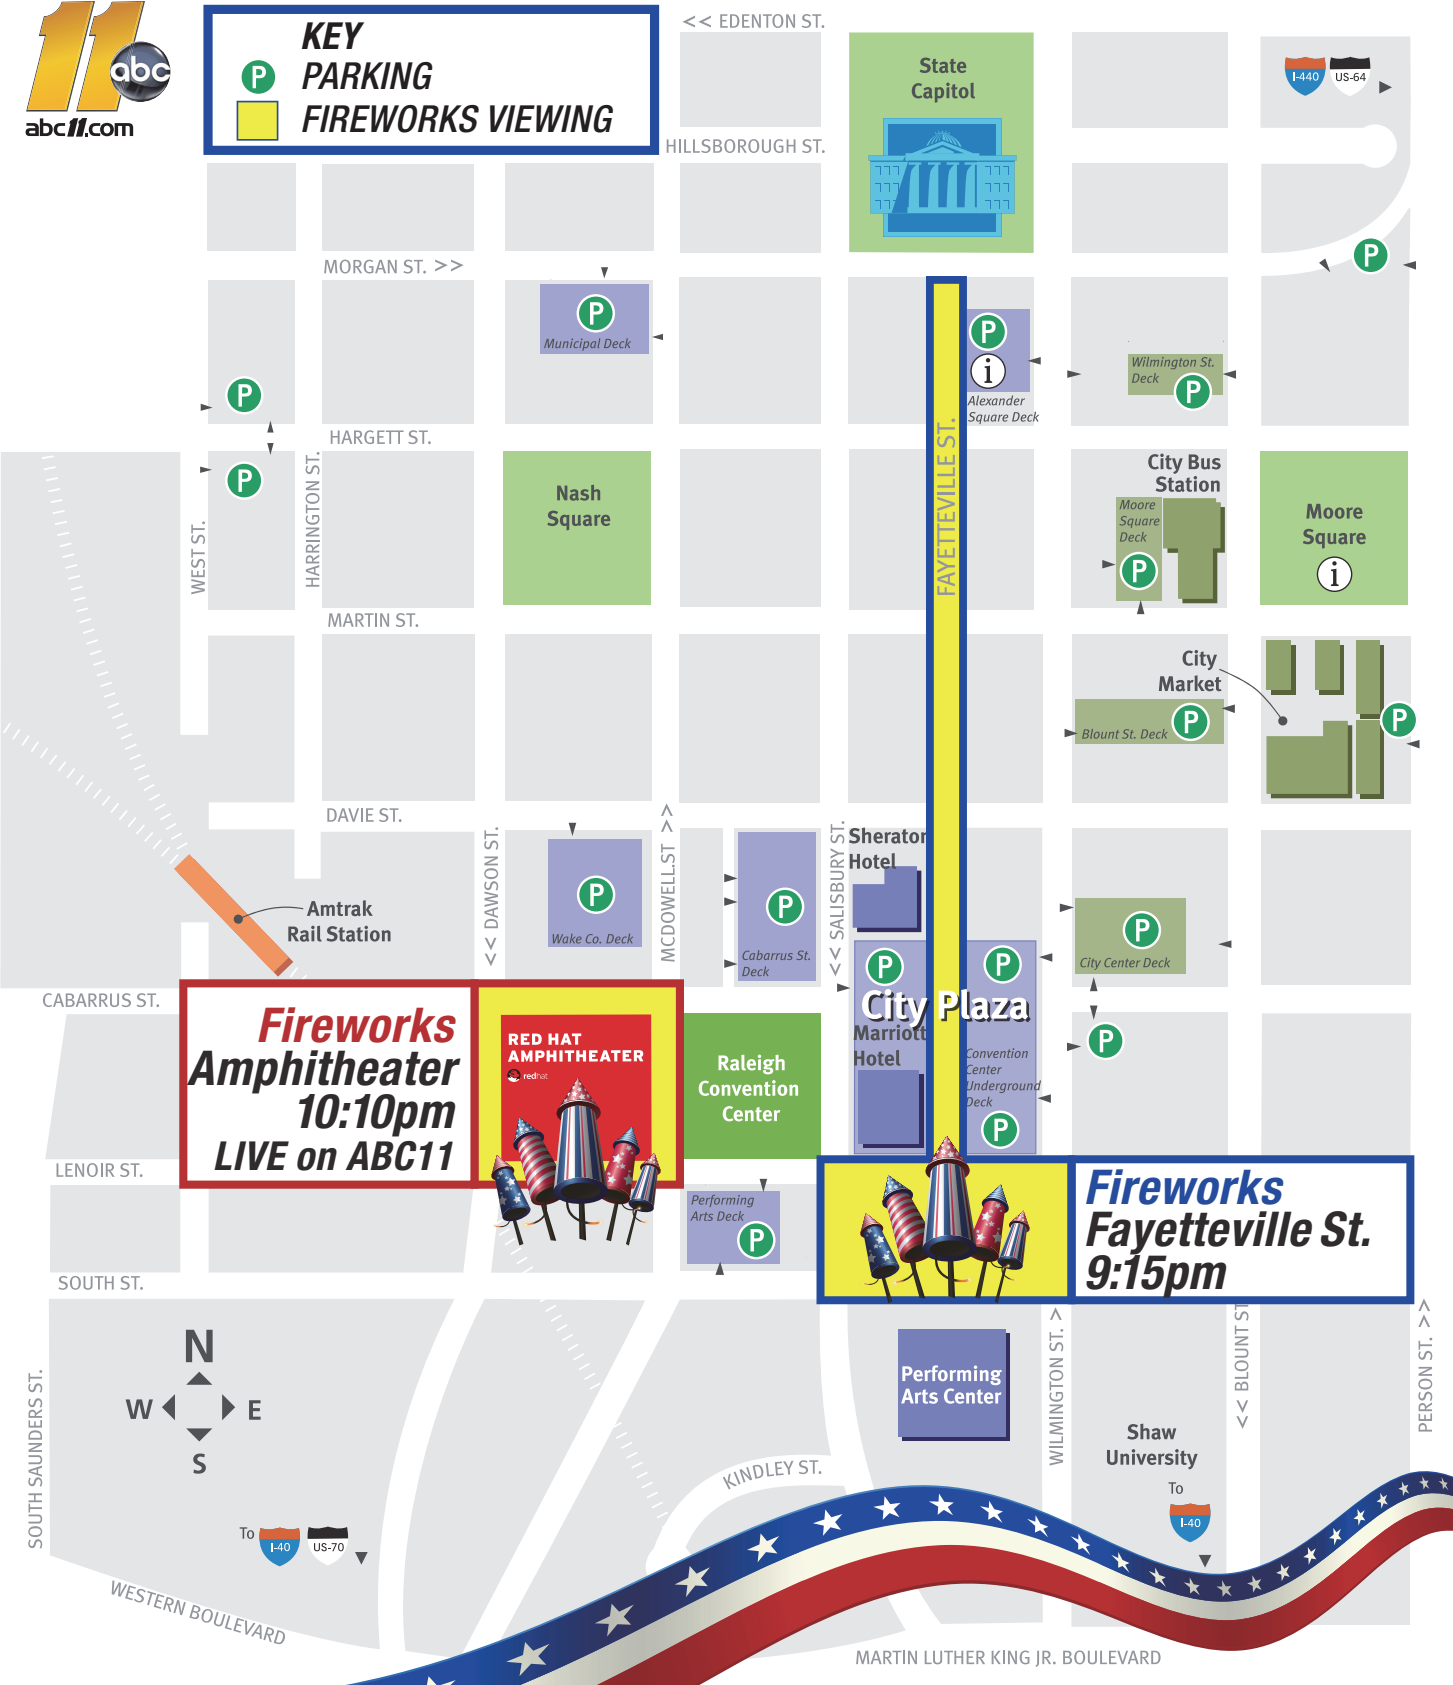 11
abc
abc11.com
KEY
P
PARKING
FIREWORKS VIEWING
<< EDENTON ST.
State
Capitol
I-440
US-64
HILLSBOROUGH ST.
MORGAN ST. >>
P
P
Municipal Deck
P
i
Alexander
Square Deck
Wilmington St.
Deck
P
P
HARGETT ST.
P
WEST ST.
HARRINGTON ST.
Nash
Square
FAYETTEVILLE ST.
City Bus
Station
Moore
Square
Deck
P
Moore
Square
i
MARTIN ST.
City
Market
Blount St. Deck
P
P
DAVIE ST.
<< DAWSON ST.
MCDOWELL.ST >>
<< SALISBURY ST.
Sheraton
Hotel
P
Wake Co. Deck
P
Cabarrus St.
Deck
Amtrak
Rail Station
P
City Center Deck
P
P
City Plaza
Marriott
Hotel
Convention
Center
Underground
Deck
P
P
CABARRUS ST.
Fireworks
Amphitheater
10:10pm
LIVE on ABC11
RED HAT
AMPHITHEATER
redhat
Raleigh
Convention
Center
LENOIR ST.
Performing
Arts Deck
P
Fireworks
Fayetteville St.
9:15pm
SOUTH ST.
N
W
E
S
SOUTH SAUNDERS ST.
Performing
Arts Center
WILMINGTON ST. >
<< BLOUNT ST
PERSON ST. >>
Shaw
University
To
I-40
KINDLEY ST.
To
I-40
US-70
WESTERN BOULEVARD
MARTIN LUTHER KING JR. BOULEVARD